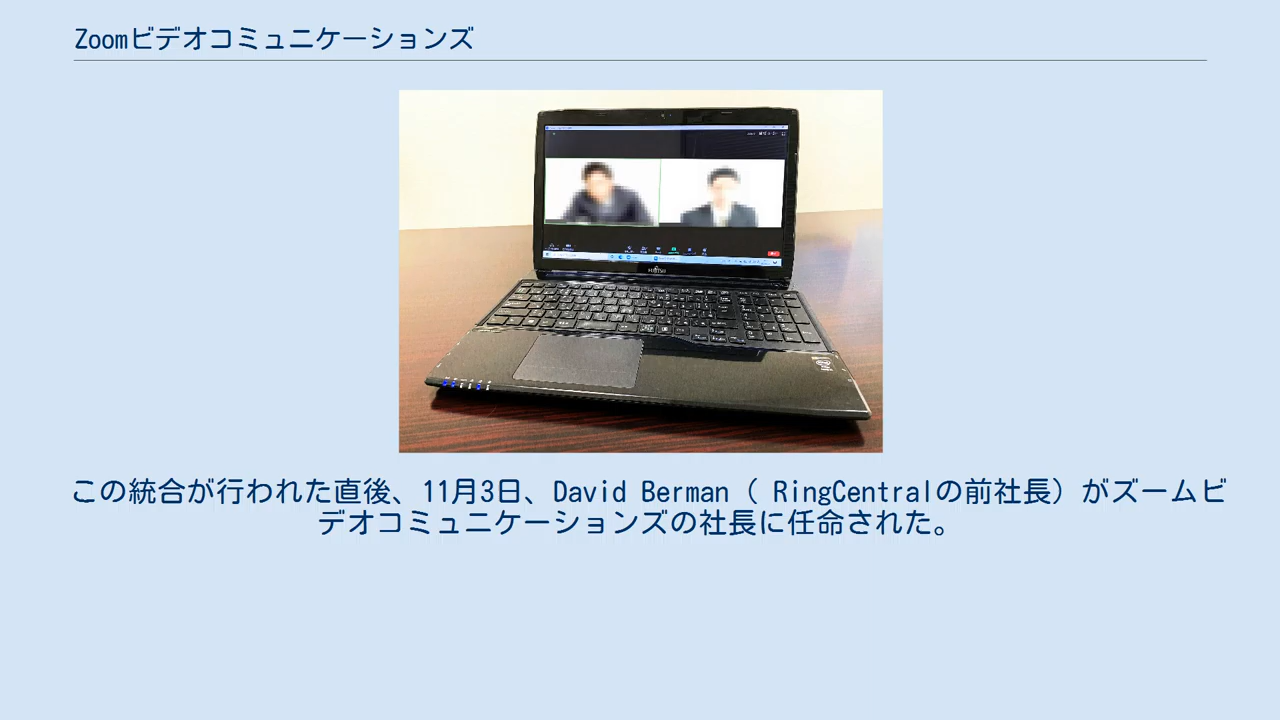 Zoomビデオコミュニケーションズ
FUJITSU
この統合が行われた直後、11月3日、David Berman（ RingCentralの前社長）がズームビ
デオコミュニケーションズの社長に任命された。